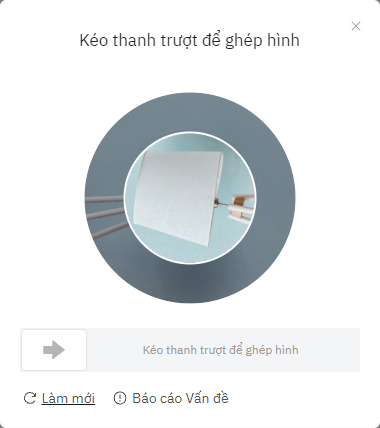 Kéo thanh trượt để ghép hình
Kéo thanh trượt để ghép hình
Làm mới
Báo cáo Vấn đề